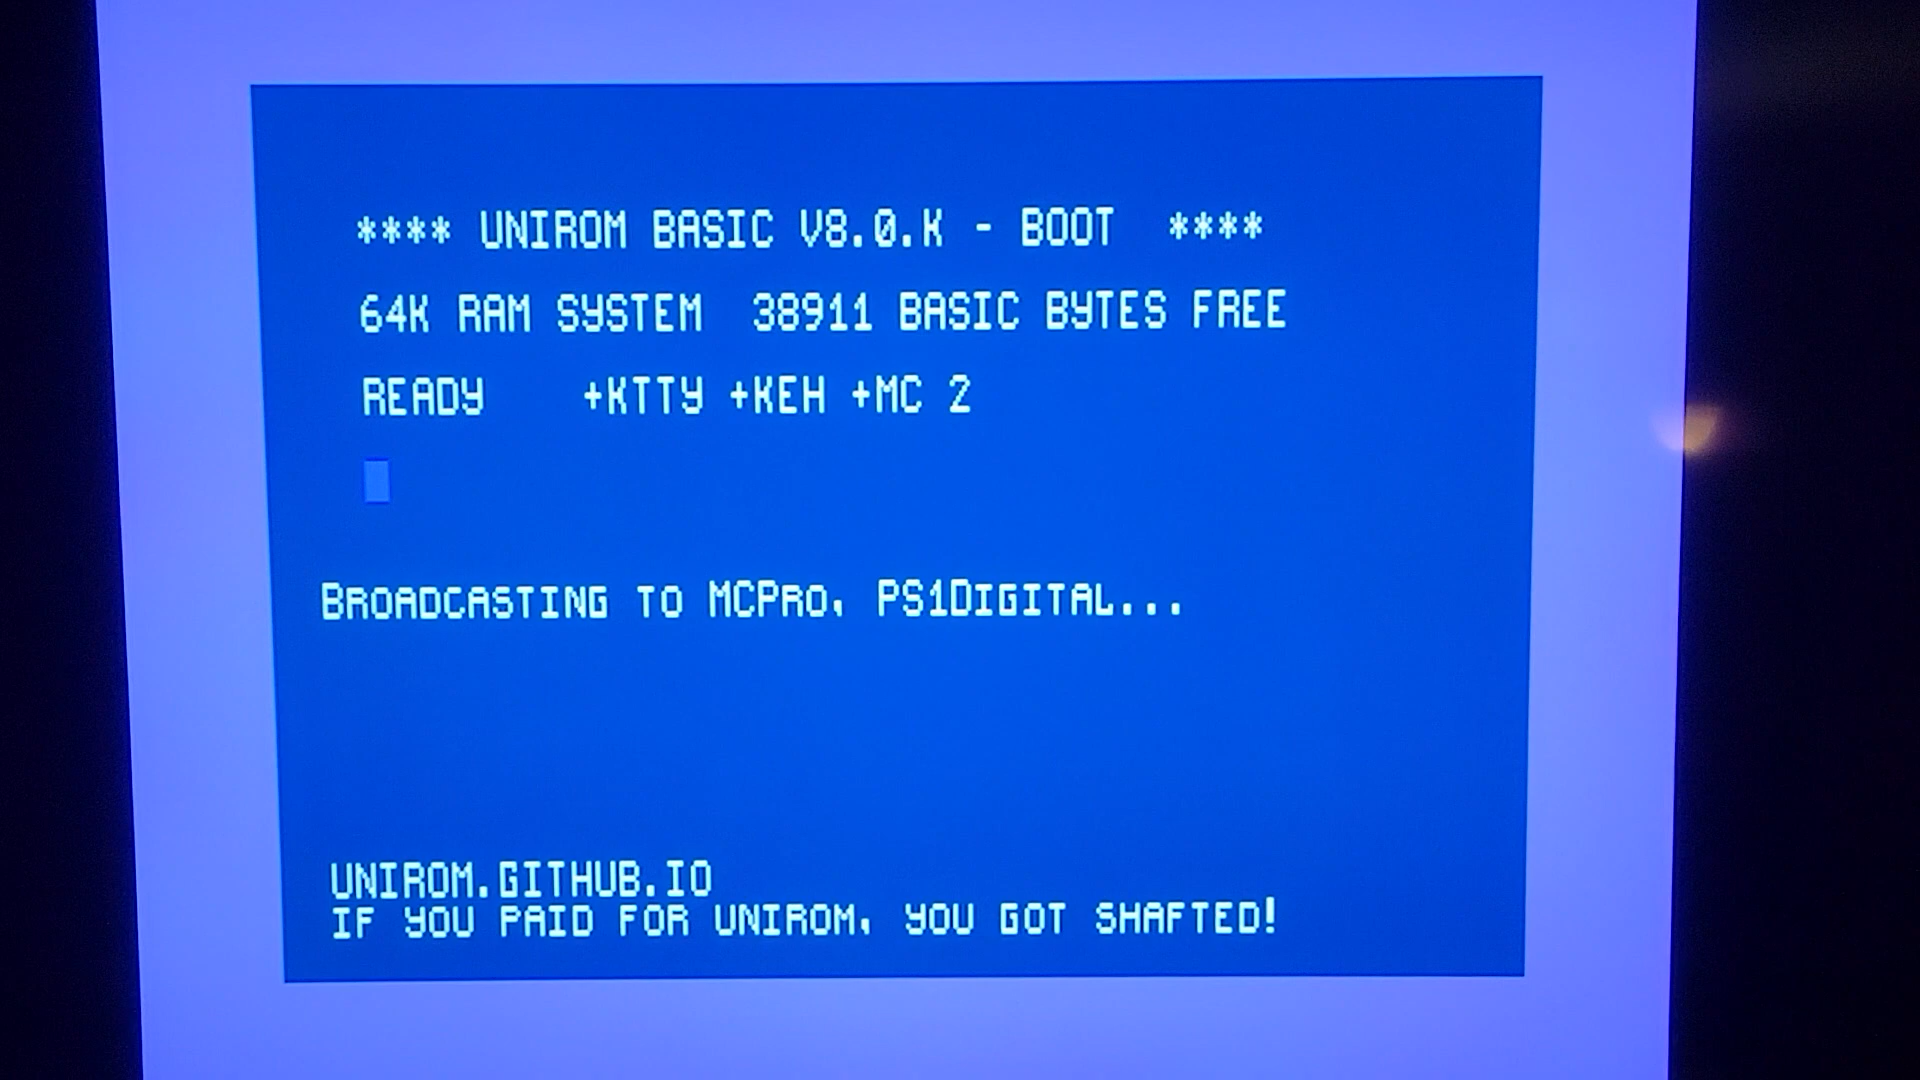 **** UNIROM BASIC V8.0.K - BOOT ****
64K RAM SYSTEM 38911 BASIC BYTES FREE
READY +KTTY +KEH +MC 2
BROADCASTING TO MCPRO, PS1DIGITAL...
UNIROM.GITHUB.IO
IF YOU PAID FOR UNIROM, YOU GOT SHAFTED!